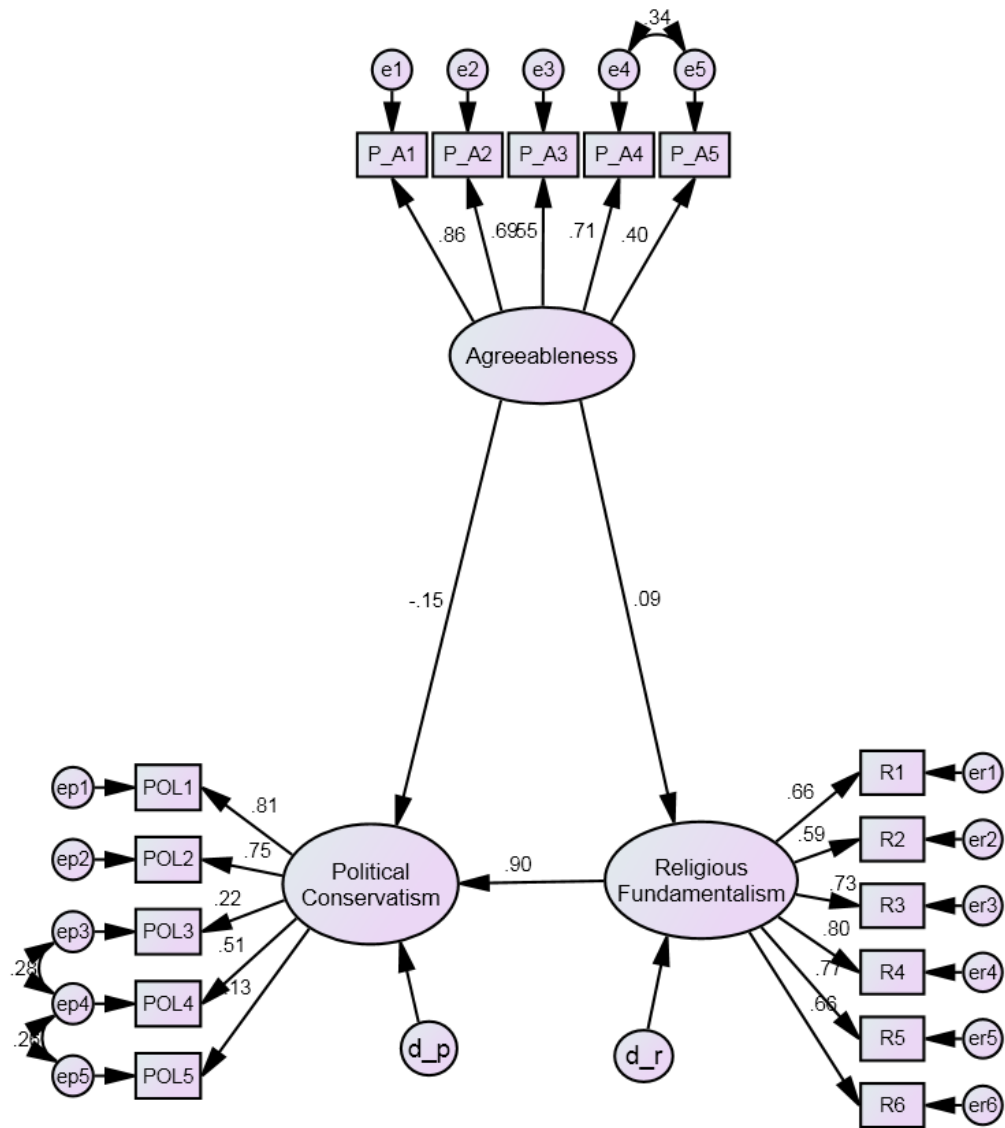 .34
e1 e2 e3 e4 e5
P_A1 P_A2 P_A3 P_A4 P_A5
.86 .69 .55 .71 .40
Agreeableness
-.15 .09
ep1 POL1
.81
ep2 POL2
.75
ep3 POL3
.22
.28
ep4 POL4
.51
ep5 POL5
Political
Conservatism
.90
Religious
Fundamentalism
d_p d_r
.66 R1 er1
.59 R2 er2
.73 R3 er3
.80 R4 er4
.77 R5 er5
.66 R6 er6